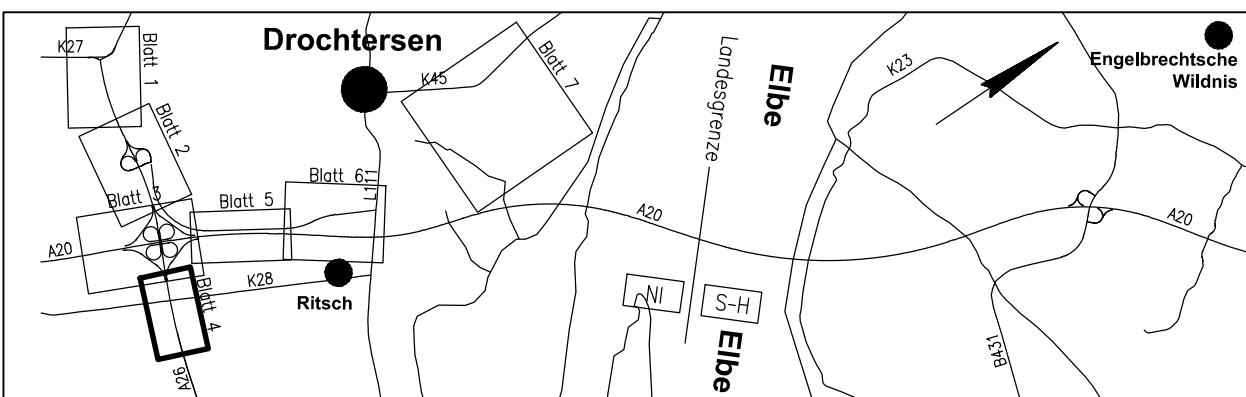 K27
Blatt 1
Blatt 2
Blatt 3
Blatt 4
Blatt 5
Blatt 6
Blatt 7
Drochtersen
K45
L111
A20
K28
Ritsch
A26
Landesgrenze
Elbe
Elbe
NI
S-H
A20
K23
Engelbrechtsche
Wildnis
A20
B431